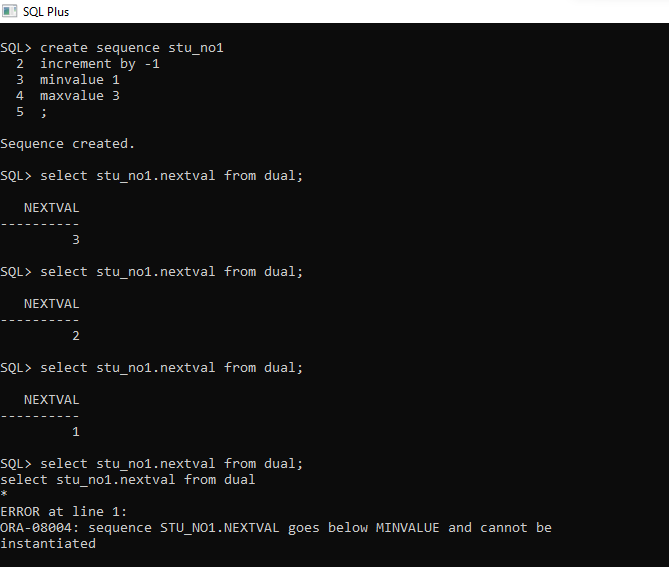 SQL Plus
SQL> create sequence stu_no1
2 increment by -1
3 minvalue 1
4 maxvalue 3
5 ;
Sequence created.
SQL> select stu_no1.nextval from dual;
NEXTVAL
----------
3
SQL> select stu_no1.nextval from dual;
NEXTVAL
----------
2
SQL> select stu_no1.nextval from dual;
NEXTVAL
----------
1
SQL> select stu_no1.nextval from dual;
select stu_no1.nextval from dual
*
ERROR at line 1:
ORA-08004: sequence STU_NO1.NEXTVAL goes below MINVALUE and cannot be
instantiated